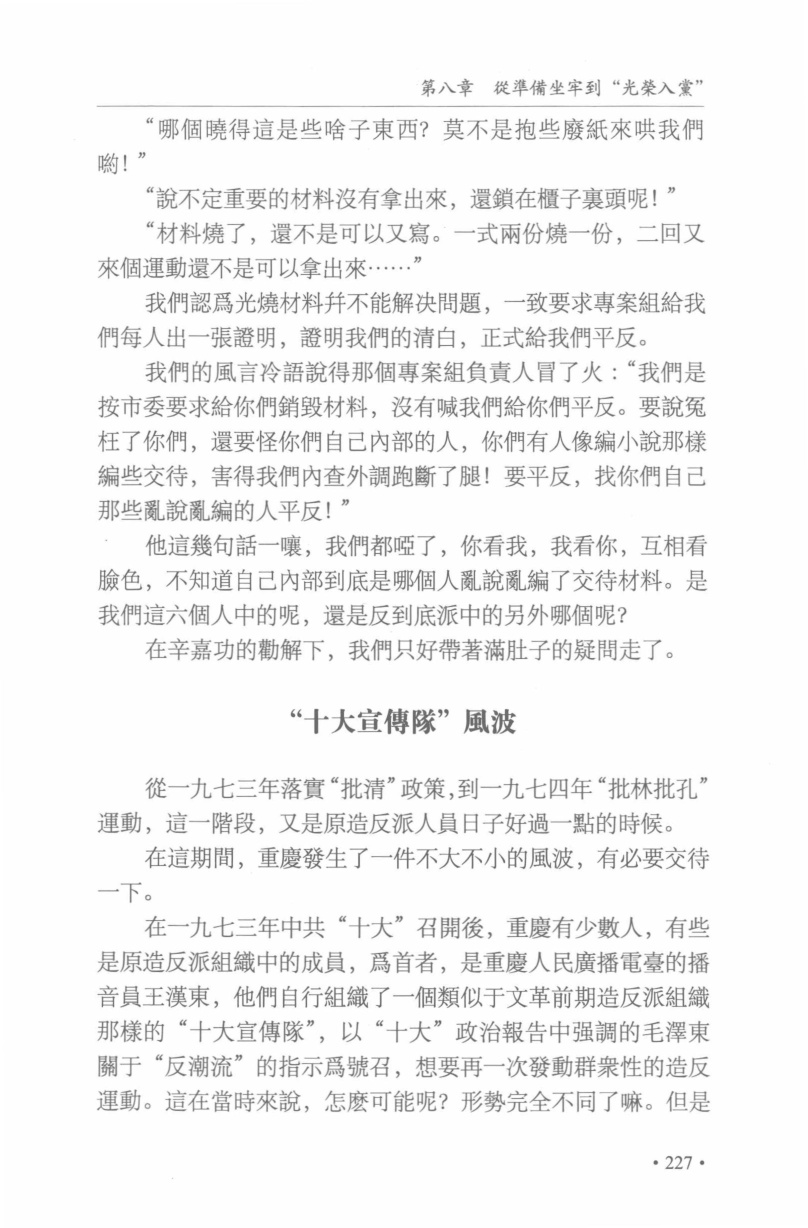 第八章　從準備坐牢到“光榮入黨”
“哪個曉得這是些啥子東西？莫不是抱些廢紙來哄我們
喲！”
“說不定重要的材料沒有拿出來，還鎖在櫃子裏頭呢！”
“材料燒了，還不是可以又寫。一式兩份燒一份，二回又
來個運動還不是可以拿出來……”
我們認爲光燒材料幷不能解決問題，一致要求專案組給我
們每人出一張證明，證明我們的清白，正式給我們平反。
我們的風言冷語說得那個專案組負責人冒了火：“我們是
按市委要求給你們銷毀材料，沒有喊我們給你們平反。要說冤
枉了你們，還要怪你們自己內部的人，你們有人像編小說那樣
編些交待，害得我們內查外調跑斷了腿！要平反，找你們自己
那些亂說亂編的人平反！”
他這幾句話一嚷，我們都啞了，你看我，我看你，互相看
臉色，不知道自己內部到底是哪個人亂說亂編了交待材料。是
我們這六個人中的呢，還是反到底派中的另外哪個呢？
在辛嘉功的勸解下，我們只好帶著滿肚子的疑問走了。
“十大宣傳隊”風波
從一九七三年落實“批清”政策,到一九七四年“批林批孔”
運動，這一階段，又是原造反派人員日子好過一點的時候。
在這期間，重慶發生了一件不大不小的風波，有必要交待
一下。
在一九七三年中共“十大”召開後，重慶有少數人，有些
是原造反派組織中的成員，爲首者，是重慶人民廣播電臺的播
音員王漢東，他們自行組織了一個類似于文革前期造反派組織
那樣的“十大宣傳隊”，以“十大”政治報告中强調的毛澤東
關于“反潮流”的指示爲號召，想要再一次發動群衆性的造反
運動。這在當時來說，怎麽可能呢？形勢完全不同了嘛。但是
·227·